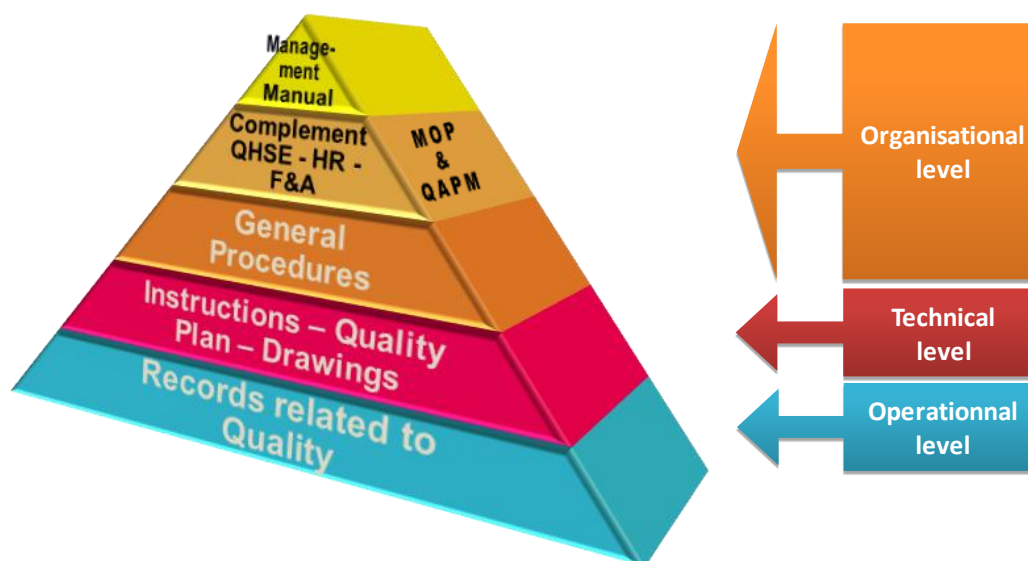 Manage-
ment
Manual
Complement
QHSE - HR -
F&A
MOP
&
QAPM
General
Procedures
Instructions – Quality
Plan – Drawings
Records related to
Quality
Organisational
level
Technical
level
Operationnal
level